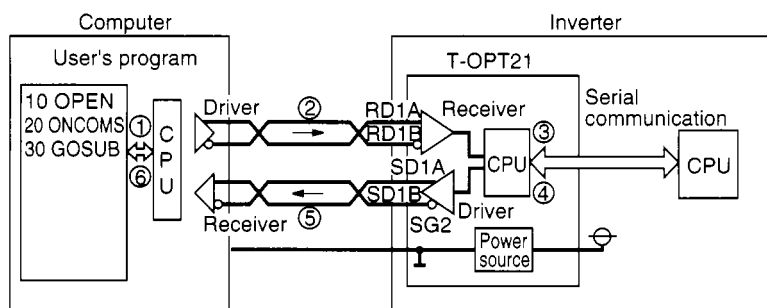 Computer
Inverter
User's program
T-OPT21
10 OPEN
20 ONCOMS
30 GOSUB
①
⑥
C
P
U
Driver
②
RD1A
RD1B
Receiver
Serial
communication
CPU
③
④
CPU
SD1A
SD1B
Driver
Receiver
⑤
SG2
Power
source